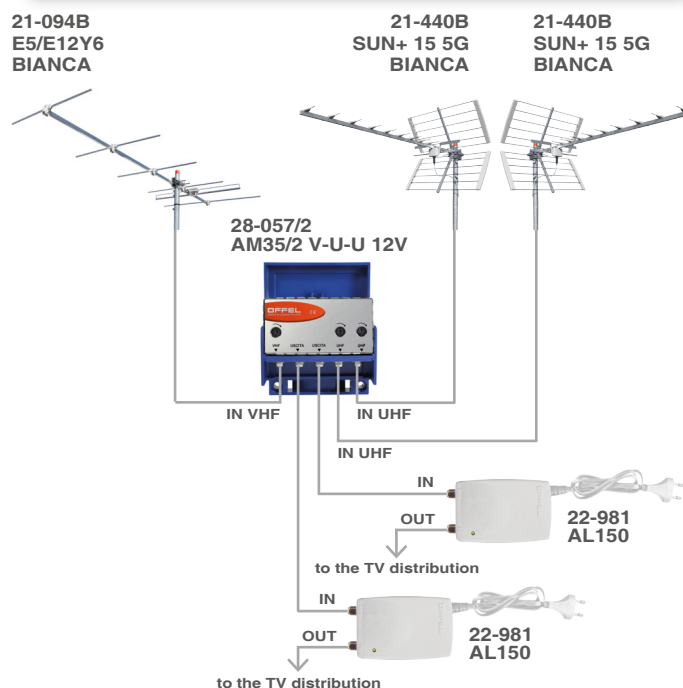 21-094B
E5/E12Y6
BIANCA
21-440B
SUN+ 15 5G
BIANCA
21-440B
SUN+ 15 5G
BIANCA
28-057/2
AM35/2 V-U-U 12V
OFFEL
VHF USCITA USCITA UHF UHF
IN VHF
IN UHF
IN UHF
IN
OUT
22-981
AL150
to the TV distribution
IN
OUT
22-981
AL150
to the TV distribution